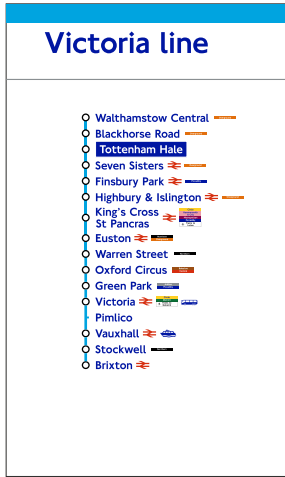 Victoria line
Walthamstow Central
Blackhorse Road
Tottenham Hale
Seven Sisters
Finsbury Park
Highbury & Islington
King's Cross
St Pancras
Euston
Warren Street
Oxford Circus
Green Park
Victoria
Pimlico
Vauxhall
Stockwell
Brixton